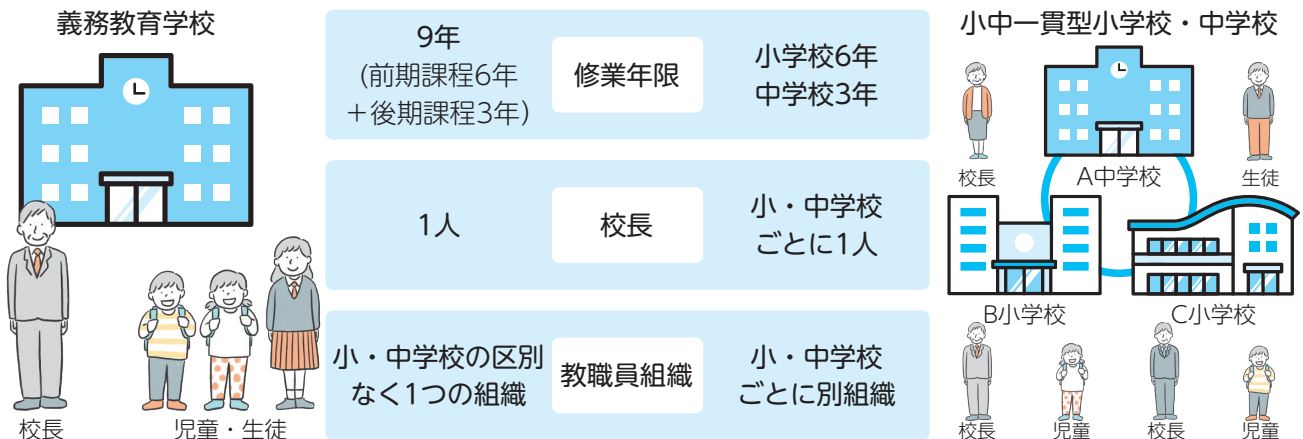 義務教育学校
校長
児童・生徒
9年
(前期課程6年
＋後期課程3年)
修業年限
小学校6年
中学校3年
1人
校長
小・中学校
ごとに1人
小・中学校の区別
なく1つの組織
教職員組織
小・中学校
ごとに別組織
小中一貫型小学校・中学校
校長
A中学校
生徒
B小学校
C小学校
校長
児童
校長
児童